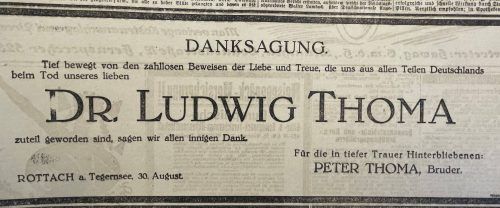 DANKSAGUNG.
Tief bewegt von den zahllosen Beweisen der Liebe und Treue, die uns aus allen Teilen Deutschlands
beim Tod unseres lieben
DR. LUDWIG THOMA
zuteil geworden sind, sagen wir allen innigen Dank.
Für die in tiefer Trauer Hinterbliebenen:
ROTTACH a. Tegernsee, 30. August.
PETER THOMA, Bruder.